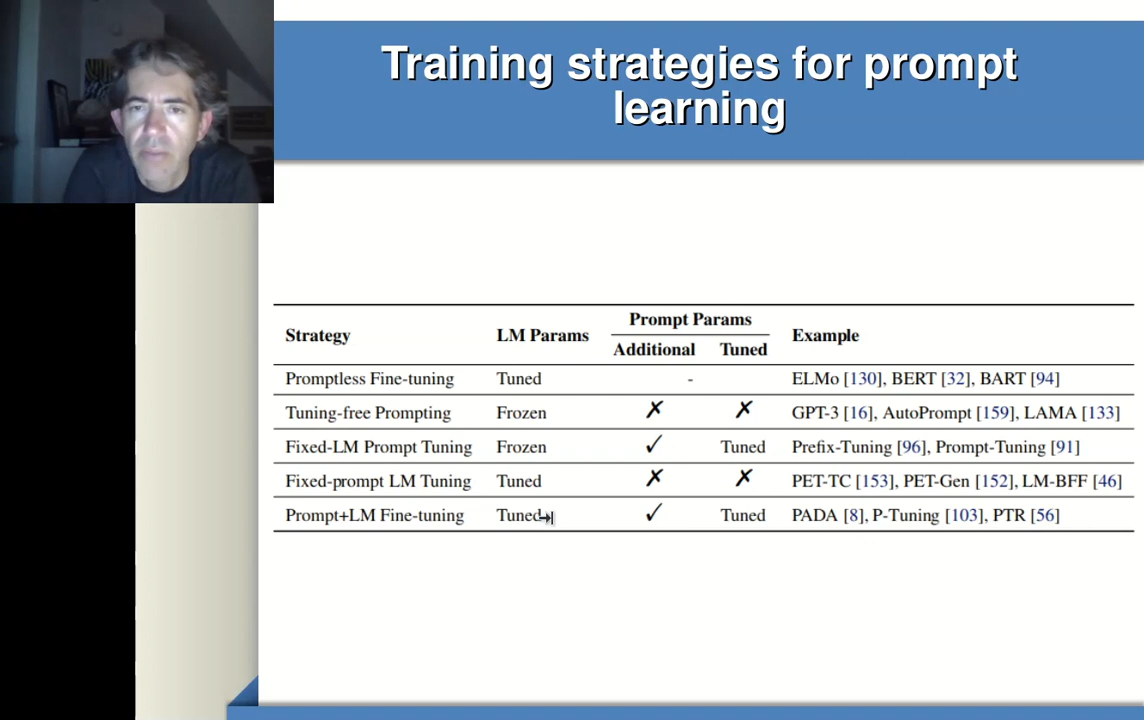 Training strategies for prompt
learning
Strategy LM Params Prompt Params Example
Additional Tuned
Promptless Fine-tuning Tuned - ELMo [130], BERT [32], BART [94]
Tuning-free Prompting Frozen ✗ ✗ GPT-3 [16], AutoPrompt [159], LAMA [133]
Fixed-LM Prompt Tuning Frozen ✓ Tuned Prefix-Tuning [96], Prompt-Tuning [91]
Fixed-prompt LM Tuning Tuned ✗ ✗ PET-TC [153], PET-Gen [152], LM-BFF [46]
Prompt+LM Fine-tuning Tuned ✓ Tuned PADA [8], P-Tuning [103], PTR [56]